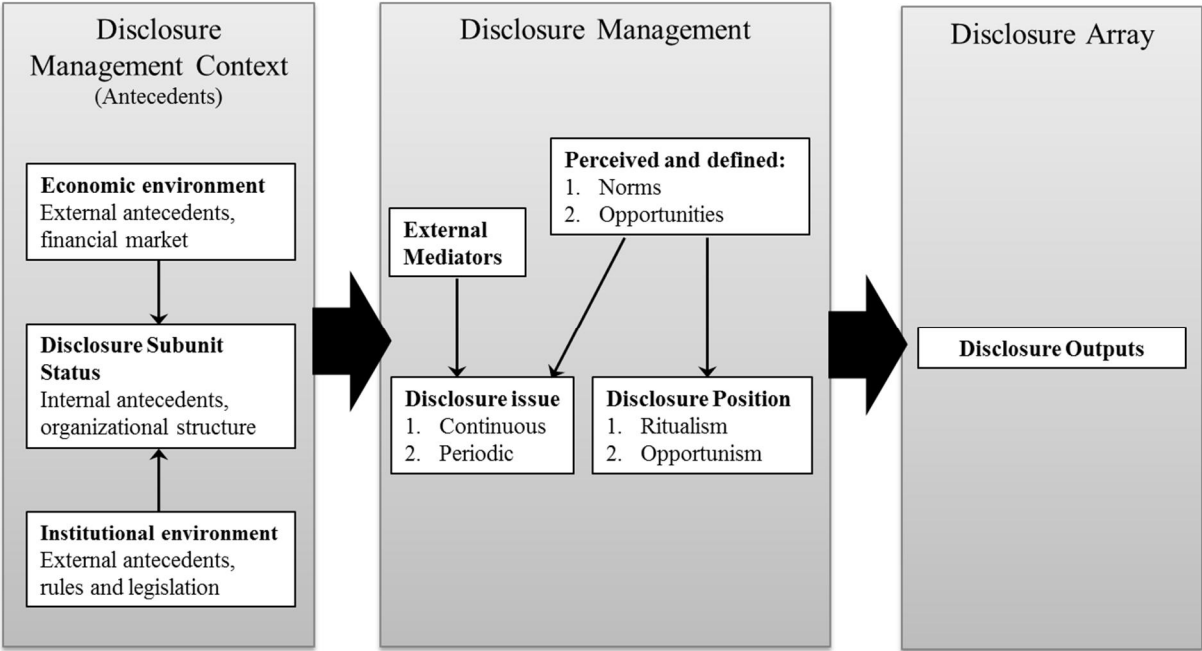 Disclosure
Management Context
(Antecedents)
Economic environment
External antecedents,
financial market
Disclosure Subunit
Status
Internal antecedents,
organizational structure
Institutional environment
External antecedents,
rules and legislation
Disclosure Management
Perceived and defined:
1. Norms
2. Opportunities
External
Mediators
Disclosure issue
1. Continuous
2. Periodic
Disclosure Position
1. Ritualism
2. Opportunism
Disclosure Array
Disclosure Outputs